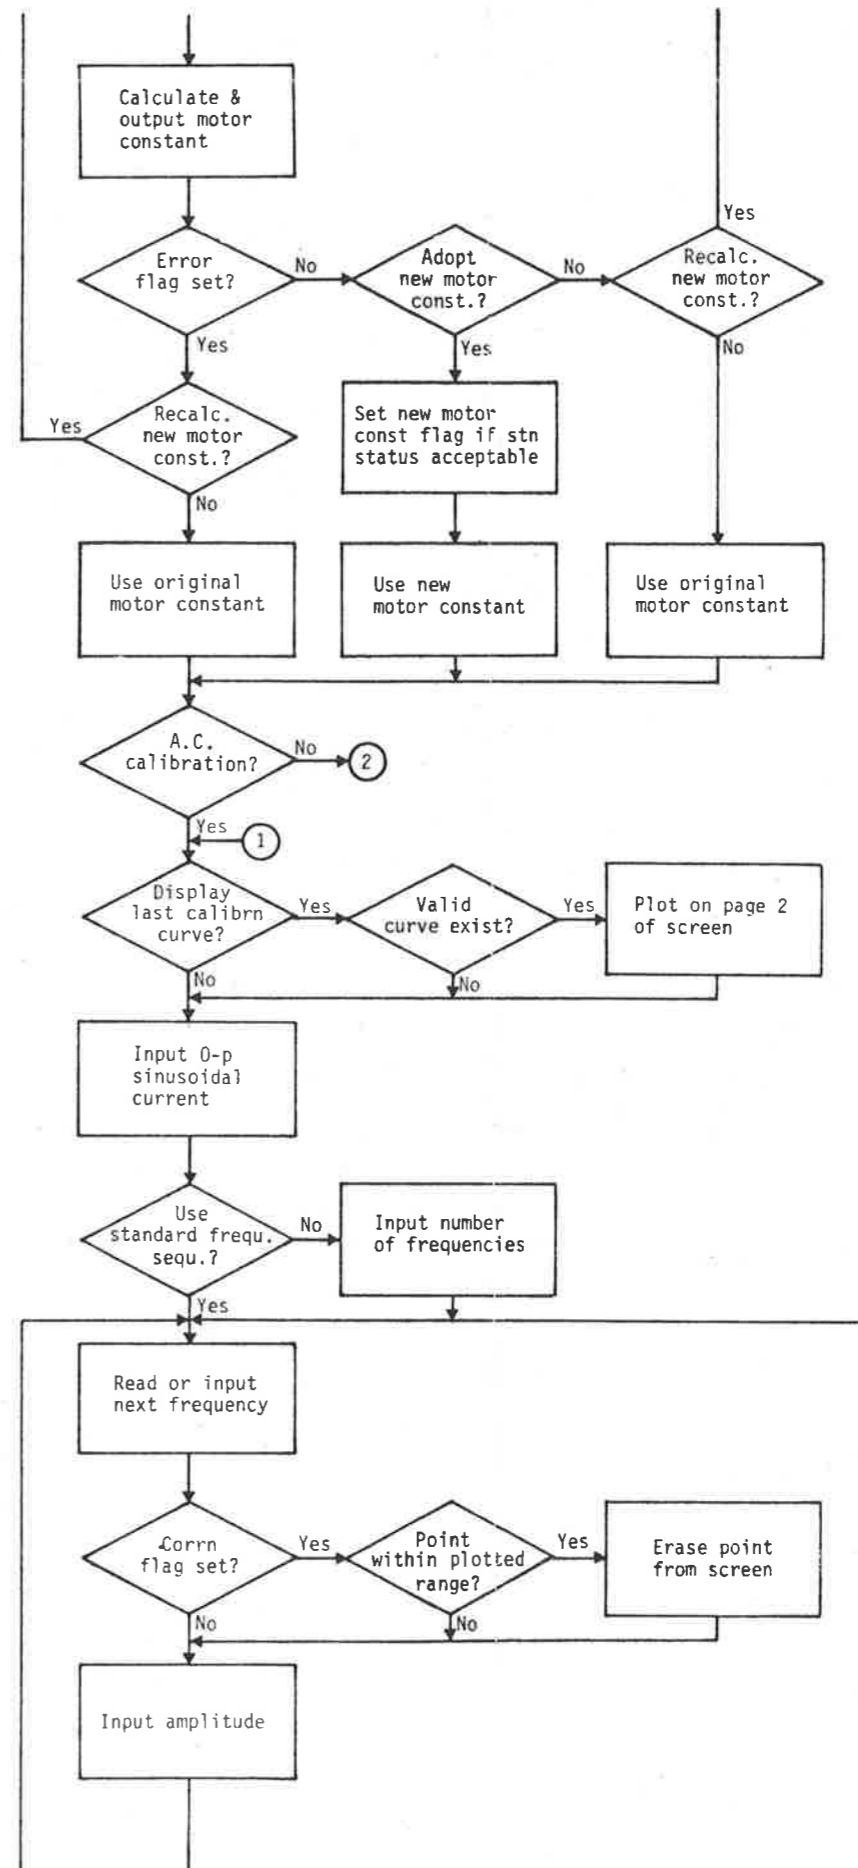 Calculate &
output motor
constant
Error
flag set?
No
Yes
Adopt
new motor
const.?
No
Yes
Yes
Recalc.
new motor
const.?
No
Yes
Recalc.
new motor
const.?
No
Set new motor
const flag if stn
status acceptable
Use original
motor constant
Use new
motor constant
Use original
motor constant
A.C.
calibration?
No
2
Yes
1
Display
last calibrn
curve?
Yes
No
Valid
curve exist?
Yes
No
Plot on page 2
of screen
Input 0-p
sinusoidal
current
Use
standard frequ.
sequ.?
No
Yes
Input number
of frequencies
Read or input
next frequency
Corrn
flag set?
Yes
No
Point
within plotted
range?
Yes
No
Erase point
from screen
Input amplitude